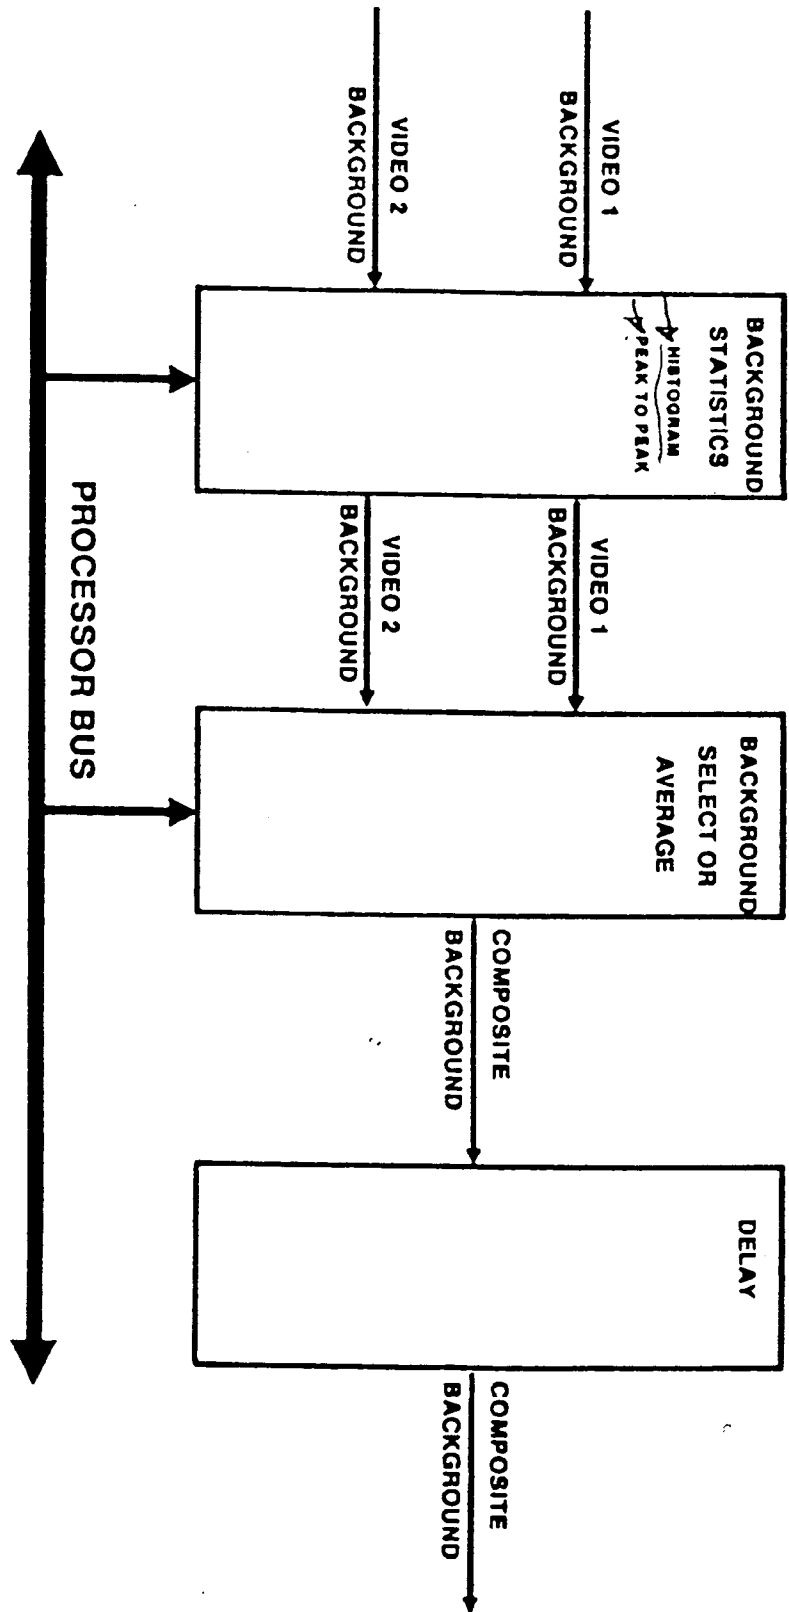 VIDEO 1
BACKGROUND
VIDEO 2
BACKGROUND
BACKGROUND
STATISTICS
HISTOGRAM
PEAK TO PEAK
VIDEO 1
BACKGROUND
VIDEO 2
BACKGROUND
BACKGROUND
SELECT OR
AVERAGE
COMPOSITE
BACKGROUND
DELAY
COMPOSITE
BACKGROUND
PROCESSOR BUS